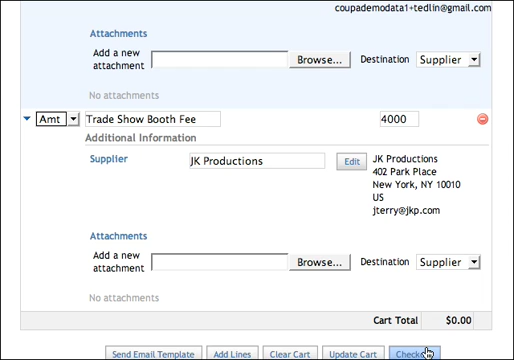 coupademodata1+tedlin@gmail.com
Attachments
Add a new attachment Browse... Destination Supplier
No attachments
Amt Trade Show Booth Fee 4000
Additional Information
Supplier JK Productions Edit JK Productions
402 Park Place
New York, NY 10010
US
jterry@jkp.com
Attachments
Add a new attachment Browse... Destination Supplier
No attachments
Cart Total $0.00
Send Email Template Add Lines Clear Cart Update Cart